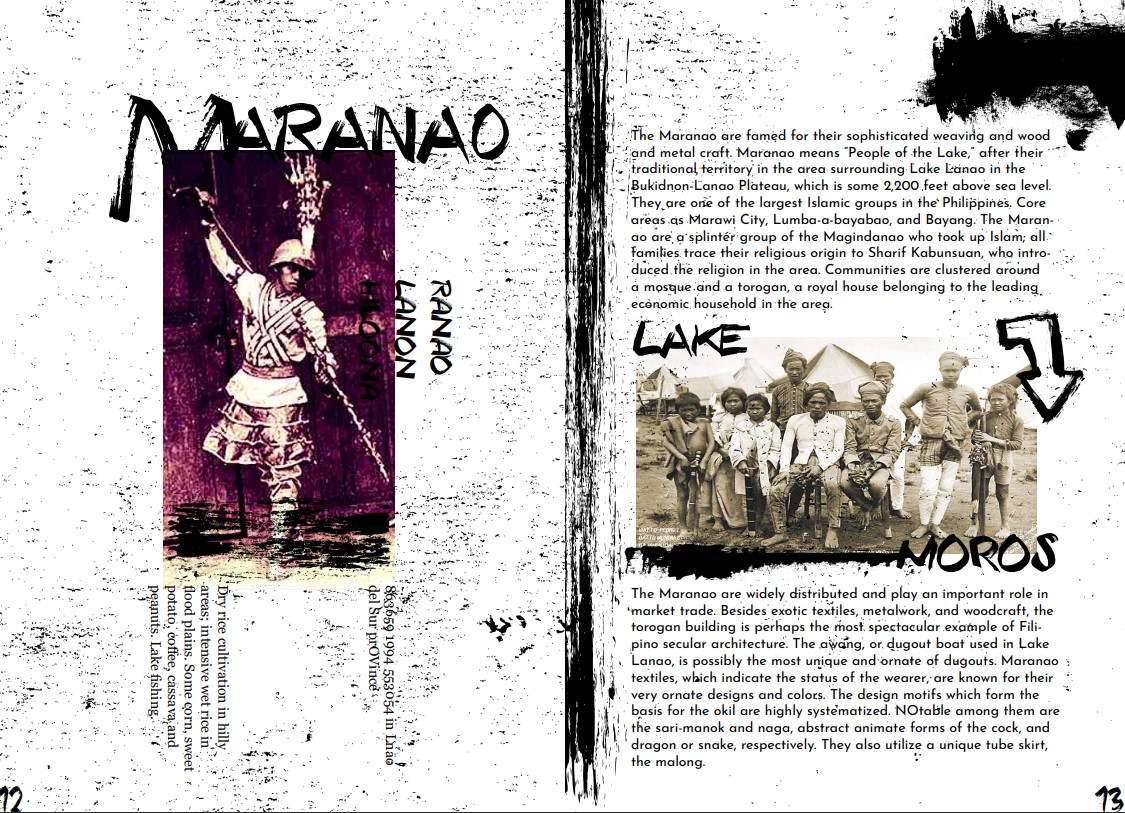 MARANAO
RANAO
LANON
HILOONA
863659 1994 553054 in Lnao
del Sur prOVince
Dry rice cultivation in hilly
areas; intensive wet rice in
flood plains. Some corn, sweet
potato, coffee, cassava, and
peanuts. Lake fishing.
12
The Maranao are famed for their sophisticated weaving and wood
and metal craft. Maranao means “People of the Lake,” after their
traditional territory in the area surrounding Lake Lanao in the
Bukidnon-Lanao Plateau, which is some 2,200 feet above sea level.
They are one of the largest Islamic groups in the Philippines. Core
areas as Marawi City, Lumba-a-bayabao, and Bayang. The Maran-
ao are a splinter group of the Magindanao who took up Islam; all
families trace their religious origin to Sharif Kabunsuan, who intro-
duced the religion in the area. Communities are clustered around
a mosque and a torogan, a royal house belonging to the leading
economic household in the area.
LAKE
MOROS
The Maranao are widely distributed and play an important role in
market trade. Besides exotic textiles, metalwork, and woodcraft, the
torogan building is perhaps the most spectacular example of Fili-
pino secular architecture. The awang, or dugout boat used in Lake
Lanao, is possibly the most unique and ornate of dugouts. Maranao
textiles, which indicate the status of the wearer, are known for their
very ornate designs and colors. The design motifs which form the
basis for the okil are highly systematized. NOtable among them are
the sari-manok and naga, abstract animate forms of the cock, and
dragon or snake, respectively. They also utilize a unique tube skirt,
the malong.
13